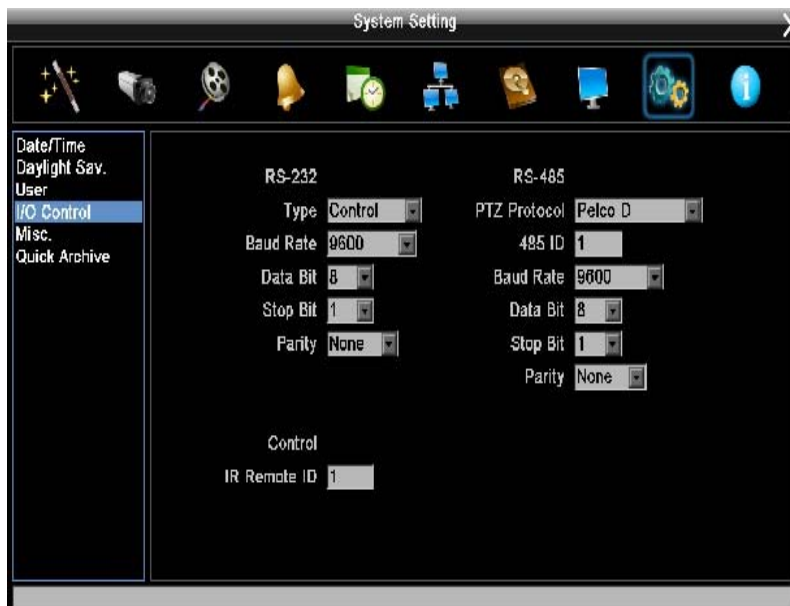 System Setting
X
Date/Time
Daylight Sav.
User
I/O Control
Misc.
Quick Archive
RS-232
Type Control
Baud Rate 9600
Data Bit 8
Stop Bit 1
Parity None
RS-485
PTZ Protocol Pelco D
485 ID 1
Baud Rate 9600
Data Bit 8
Stop Bit 1
Parity None
Control
IR Remote ID 1